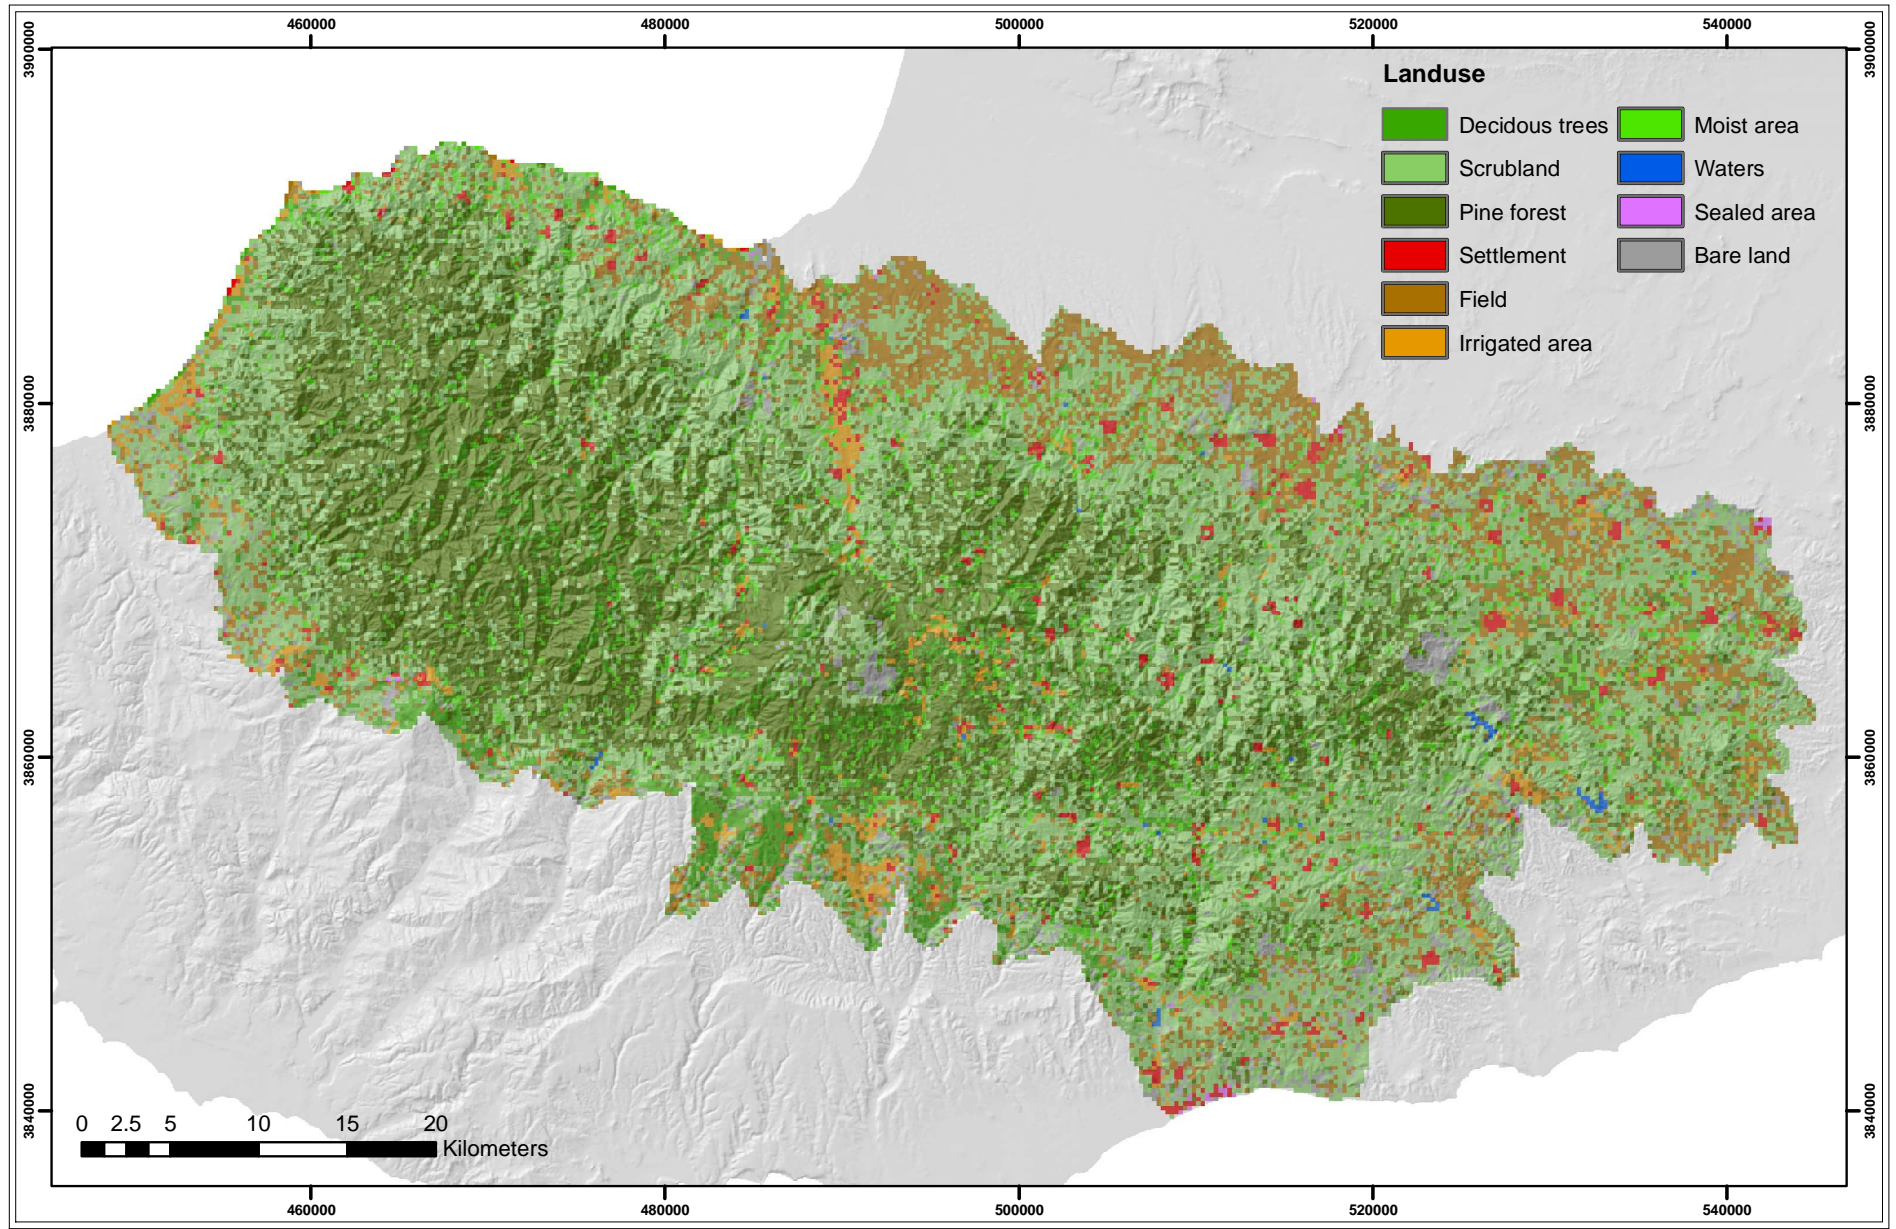 460000 480000 500000 520000 540000
3900000 3900000
Landuse
Decidous trees Moist area
Scrubland Waters
Pine forest Sealed area
Settlement Bare land
Field
Irrigated area
3880000 3880000
3860000 3860000
3840000 3840000
0 2.5 5 10 15 20
Kilometers
460000 480000 500000 520000 540000